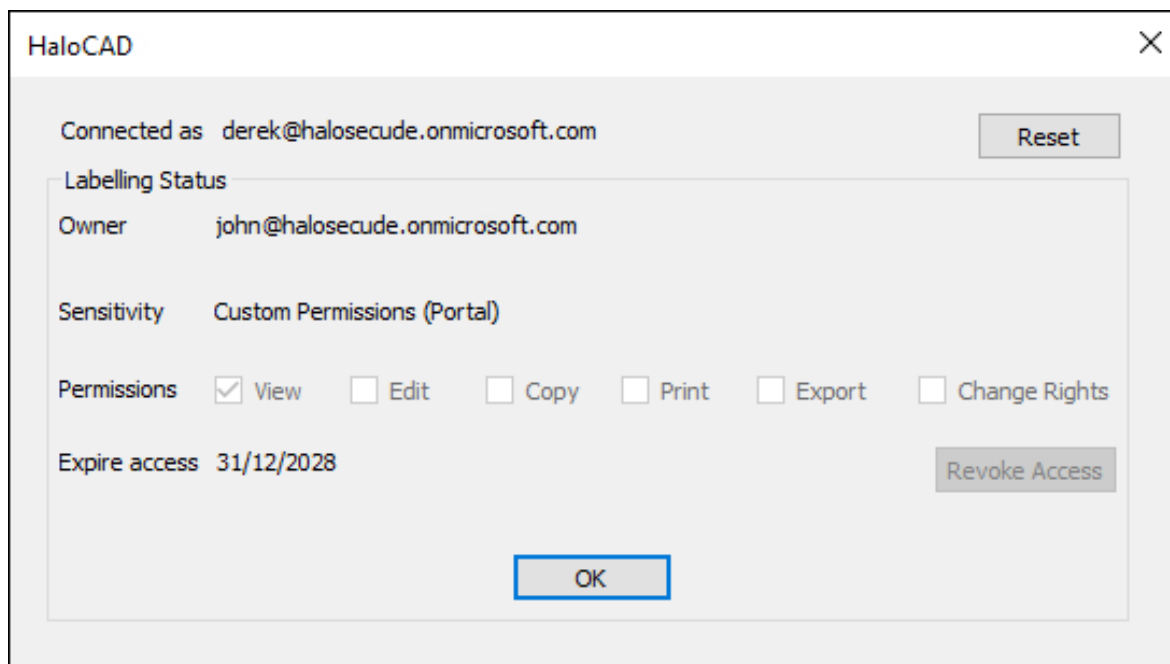 HaloCAD
Connected as derek@halosecude.onmicrosoft.com
Reset
Labelling Status
Owner john@halosecude.onmicrosoft.com
Sensitivity Custom Permissions (Portal)
Permissions View Edit Copy Print Export Change Rights
Expire access 31/12/2028
Revoke Access
OK